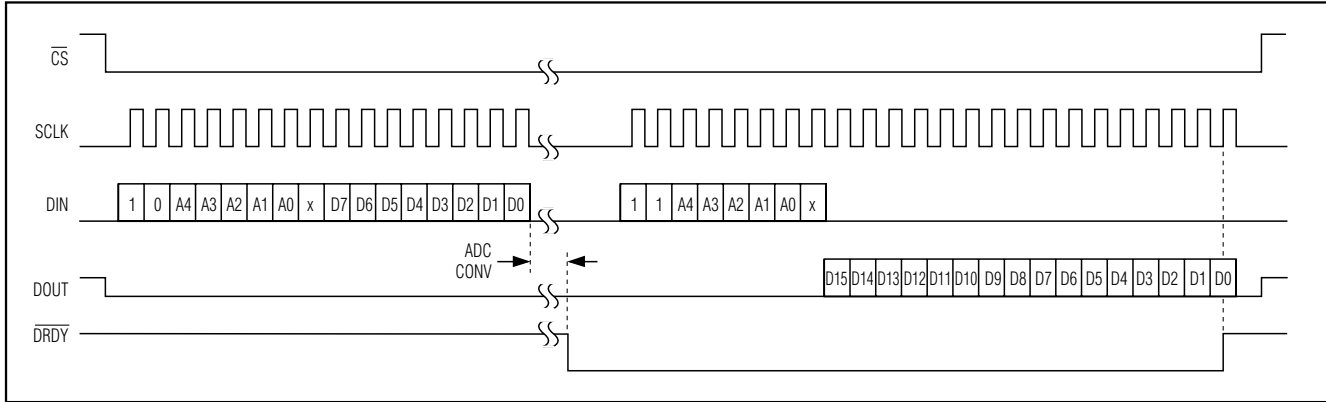 CS
SCLK
DIN 1 0 A4 A3 A2 A1 A0 x D7 D6 D5 D4 D3 D2 D1 D0 1 1 A4 A3 A2 A1 A0 x
ADC
CONV
DOUT D15 D14 D13 D12 D11 D10 D9 D8 D7 D6 D5 D4 D3 D2 D1 D0
DRDY